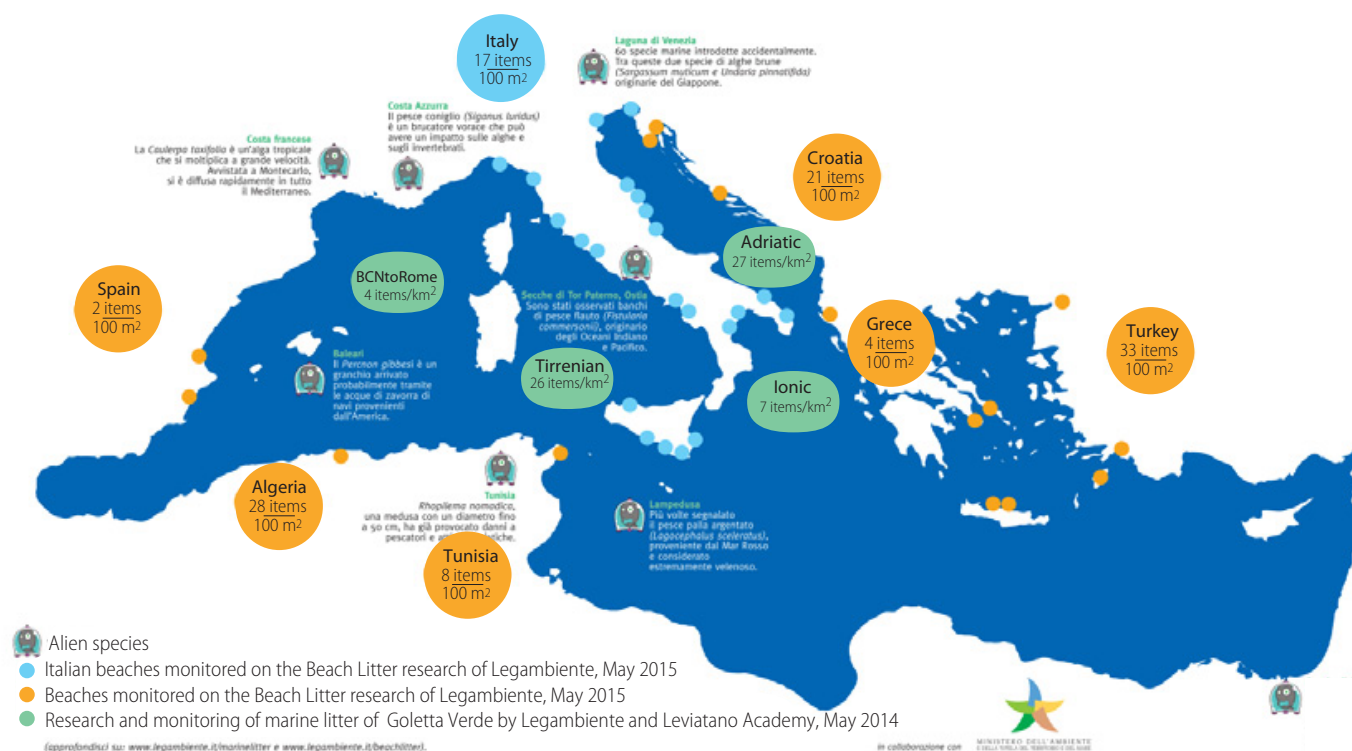 Italy
17 items
100 m2
Laguna di Venezia
60 specie marine introdotte accidentalmente.
Tra queste due specie di alghe brune
(Sargassum muticum e Undaria pinnatifida)
originarie del Giappone.
Costa Azzurra
Il pesce coniglio (Siganus luridus)
è un brucatore vorace che può
avere un impatto sulle alghe e
sugli invertebrati.
Costa francese
La Caulerpa taxifolia è un'alga tropicale
che si moltiplica a grande velocità.
Avvistata a Montecarlo,
si è diffusa rapidamente in tutto
il Mediterraneo.
Croatia
21 items
100 m2
Adriatic
27 items/km2
BCNtoRome
4 items/km2
Spain
2 items
100 m2
Secche di Tor Paterno, Ostia
Sono stati osservati banchi
di pesce flauto (Fistularia
commersonii), originario
degli Oceani Indiano
e Pacifico.
Grece
4 items
100 m2
Turkey
33 items
100 m2
Baleari
Il Percnon gibbesi è un
granchio arrivato
probabilmente tramite
le acque di zavorra di
navi provenienti
dall'America.
Tirrenian
26 items/km2
Ionic
7 items/km2
Algeria
28 items
100 m2
Tunisia
Rhopilema nomadica,
una medusa con un diametro fino
a 50 cm, ha già provocato danni a
pescatori e
Lampedusa
Più volte segnalato
il pesce palla argentato
(Lagocephalus sceleratus),
proveniente dal Mar Rosso
e considerato
estremamente velenoso.
Tunisia
8 items
100 m2
Alien species
Italian beaches monitored on the Beach Litter research of Legambiente, May 2015
Beaches monitored on the Beach Litter research of Legambiente, May 2015
Research and monitoring of marine litter of Goletta Verde by Legambiente and Leviatano Academy, May 2014
(approfondisci su: www.legambiente.it/marinelitter e www.legambiente.it/beachlitter).
in collaborazione con
MINISTERO DELL'AMBIENTE
E DELLA TUTELA DEL TERRITORIO E DEL MARE